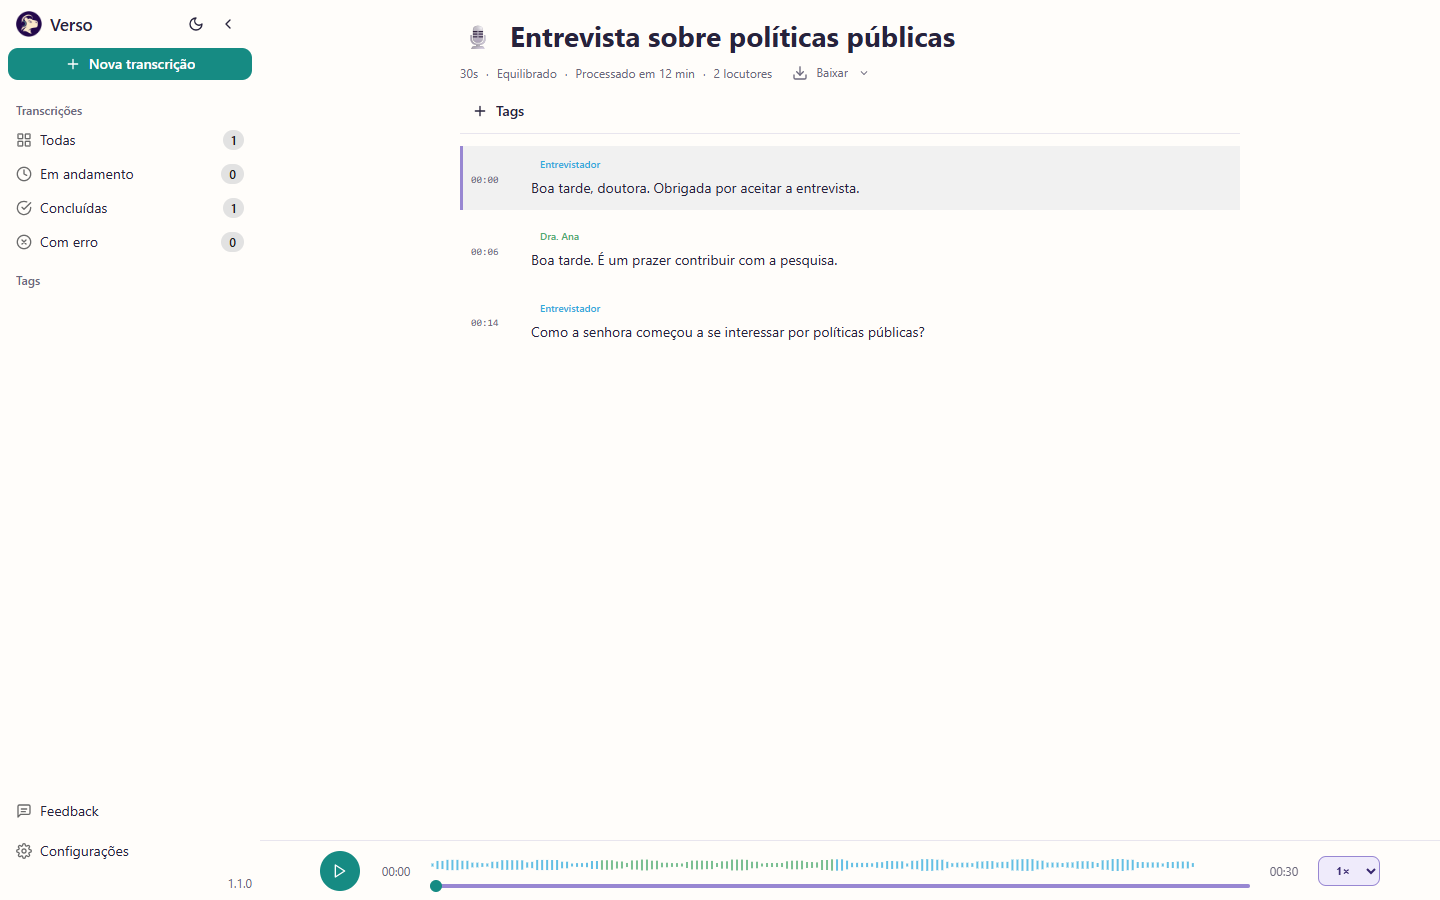 Verso
Nova transcrição
Transcrições
Todas 1
Em andamento 0
Concluídas 1
Com erro 0
Tags
Feedback
Configurações
1.1.0
Entrevista sobre políticas públicas
30s · Equilibrado · Processado em 12 min · 2 locutores Baixar
Tags
Entrevistador
00:00 Boa tarde, doutora. Obrigada por aceitar a entrevista.
Dra. Ana
00:06 Boa tarde. É um prazer contribuir com a pesquisa.
Entrevistador
00:14 Como a senhora começou a se interessar por políticas públicas?
00:00 00:30 1×